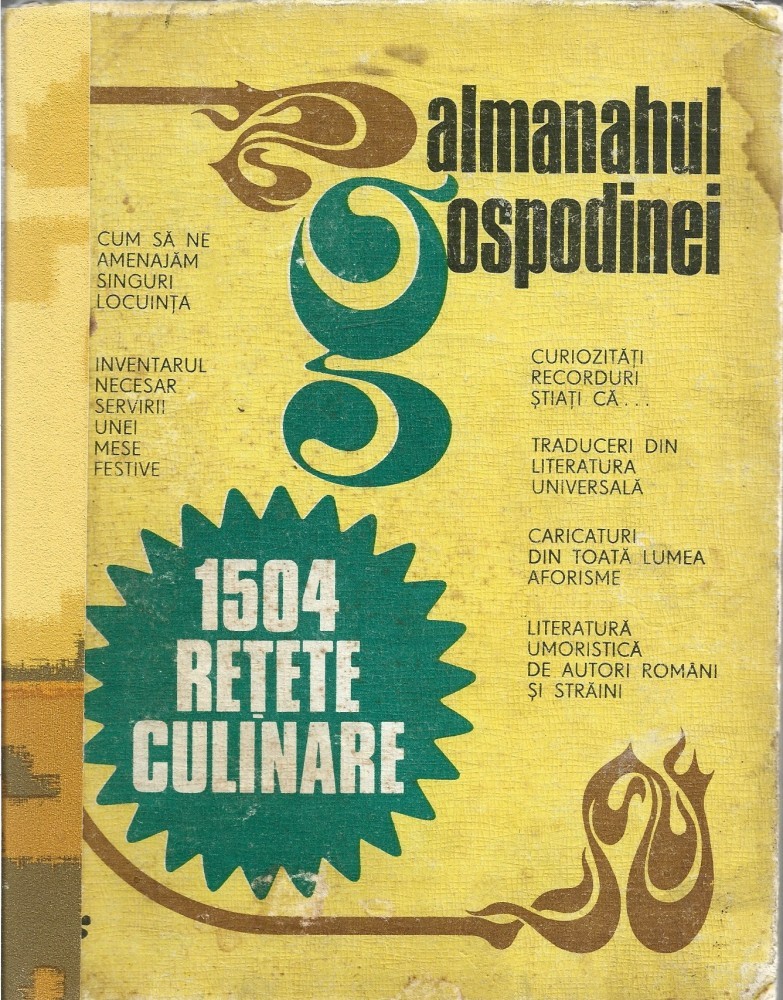 almanahul
gospodinei
CUM SĂ NE
AMENAJĂM
SINGURI
LOCUINȚA
INVENTARUL
NECESAR
SERVIRII
UNEI
MESE
FESTIVE
CURIOZITĂȚI
RECORDURI
ȘTIAȚI CĂ...
TRADUCERI DIN
LITERATURA
UNIVERSALĂ
CARICATURI
DIN TOATĂ LUMEA
AFORISME
LITERATURĂ
UMORISTICĂ
DE AUTORI ROMÂNI
ȘI STRĂINI
1504
REȚETE
CULINARE